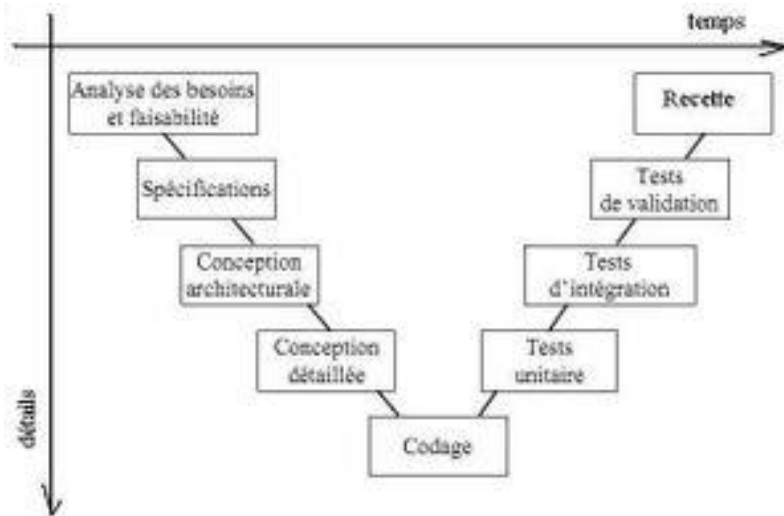 temps
Analyse des besoins
et faisabilité
Recette
Spécifications
Tests
de validation
Conception
architecturale
Tests
d'intégration
Conception
détaillée
Tests
unitaire
Codage
détails